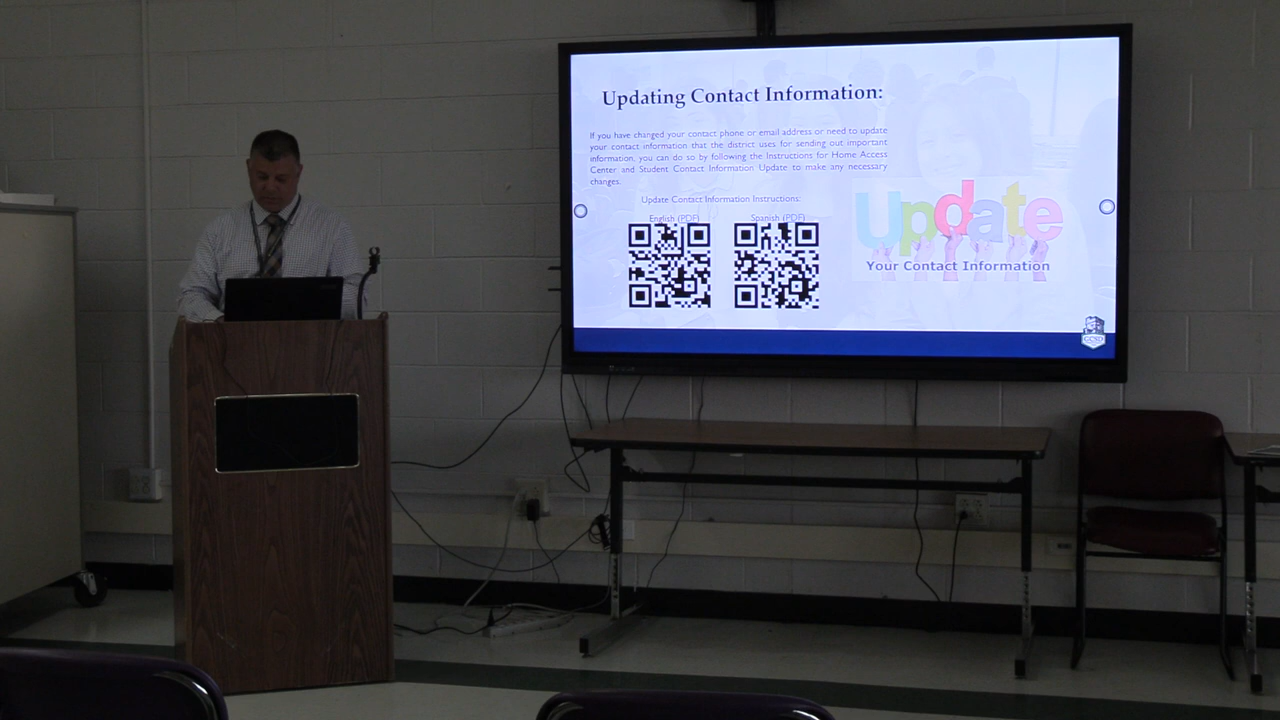 Updating Contact Information:
If you have changed your contact phone or email address or need to update
your contact information that the district uses for sending out important
information, you can do so by following the Instructions for Home Access
Center and Student Contact Information Update to make any necessary
changes.
Update Contact Information Instructions:
English (PDF)
Spanish (PDF)
Update
Your Contact Information
GCSD